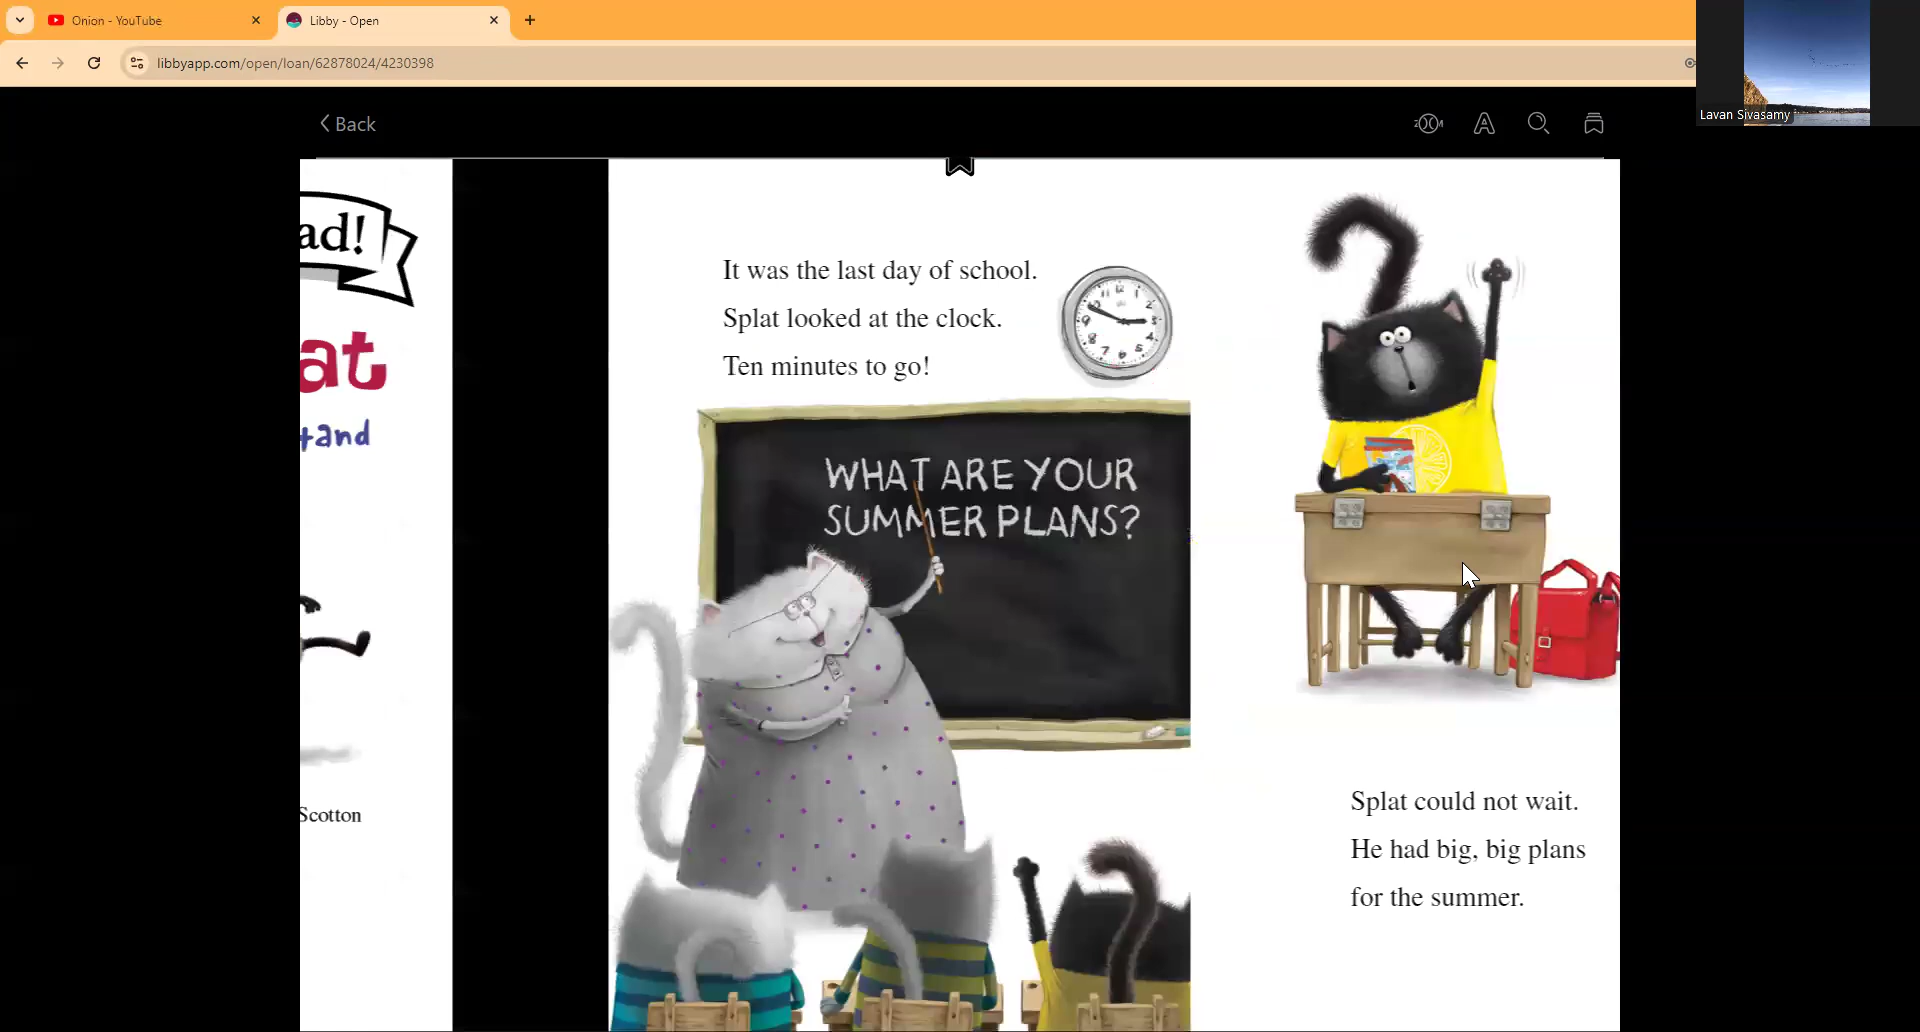 Onion - YouTube
Libby - Open
libbyapp.com/open/loan/62878024/4230398
Lavan Sivasamy
Back
ad!
at
tand
Scotton
It was the last day of school.
Splat looked at the clock.
Ten minutes to go!
WHAT ARE YOUR
SUMMER PLANS?
Splat could not wait.
He had big, big plans
for the summer.